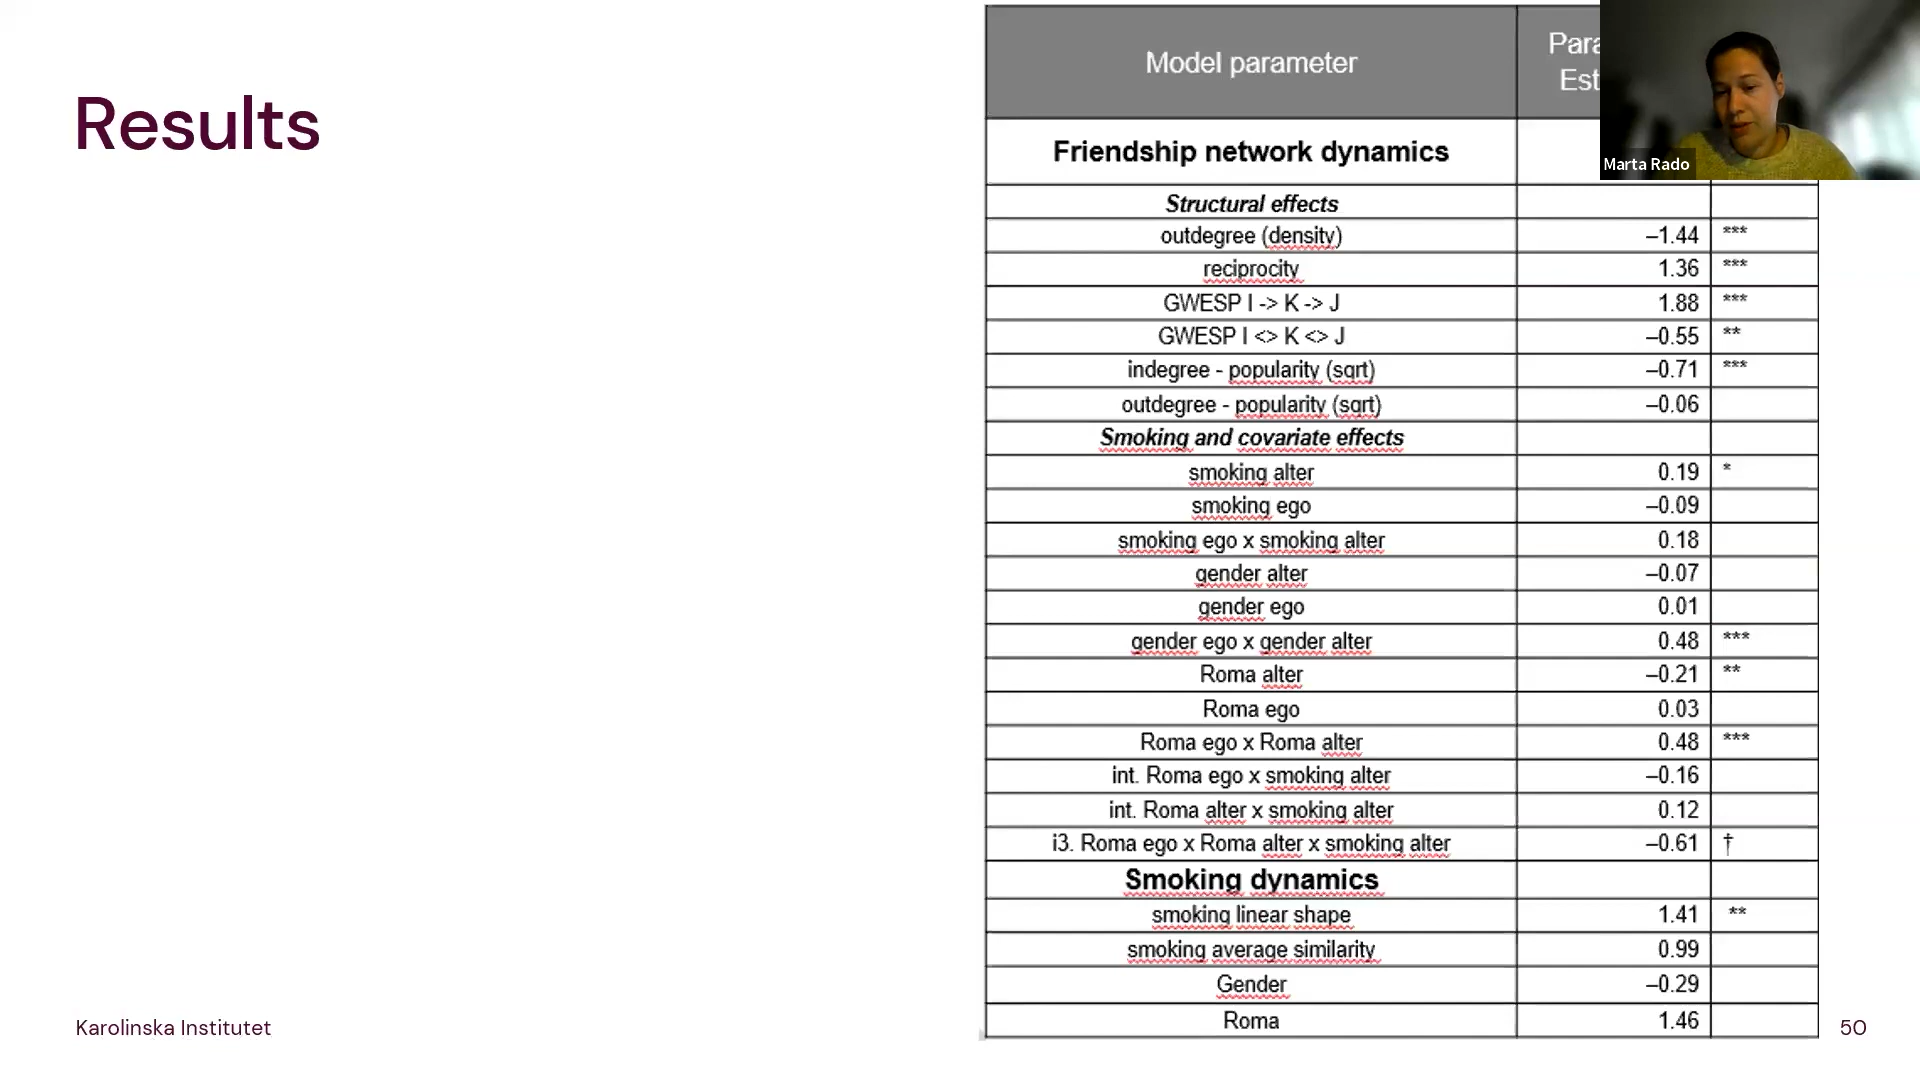 Results
Model parameter
Marta Rado
Friendship network dynamics
Structural effects
outdegree (density) –1.44 ***
reciprocity 1.36 ***
GWESP I -> K -> J 1.88 ***
GWESP I <> K <> J –0.55 **
indegree - popularity (sqrt) –0.71 ***
outdegree - popularity (sqrt) –0.06
Smoking and covariate effects
smoking alter 0.19 *
smoking ego –0.09
smoking ego x smoking alter 0.18
gender alter –0.07
gender ego 0.01
gender ego x gender alter 0.48 ***
Roma alter –0.21 **
Roma ego 0.03
Roma ego x Roma alter 0.48 ***
int. Roma ego x smoking alter –0.16
int. Roma alter x smoking alter 0.12
i3. Roma ego x Roma alter x smoking alter –0.61 †
Smoking dynamics
smoking linear shape 1.41 **
smoking average similarity 0.99
Gender –0.29
Roma 1.46
Karolinska Institutet
50